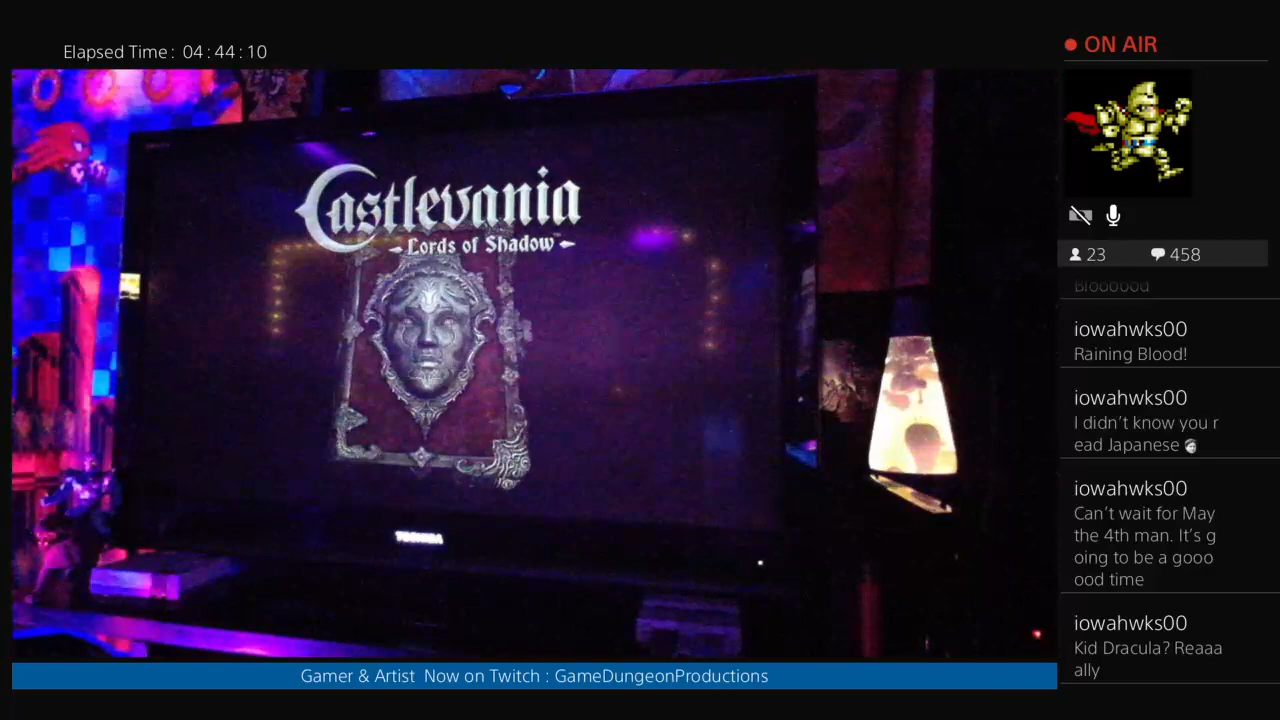 Elapsed Time: 04:44:10
ON AIR
Castlevania
Lords of Shadow™
TOSHIBA
23 458
Bloooood
iowahwks00
Raining Blood!
iowahwks00
I didn't know you r
ead Japanese
iowahwks00
Can't wait for May
the 4th man. It's g
oing to be a gooo
ood time
iowahwks00
Kid Dracula? Reaaa
ally
Gamer & Artist Now on Twitch : GameDungeonProductions